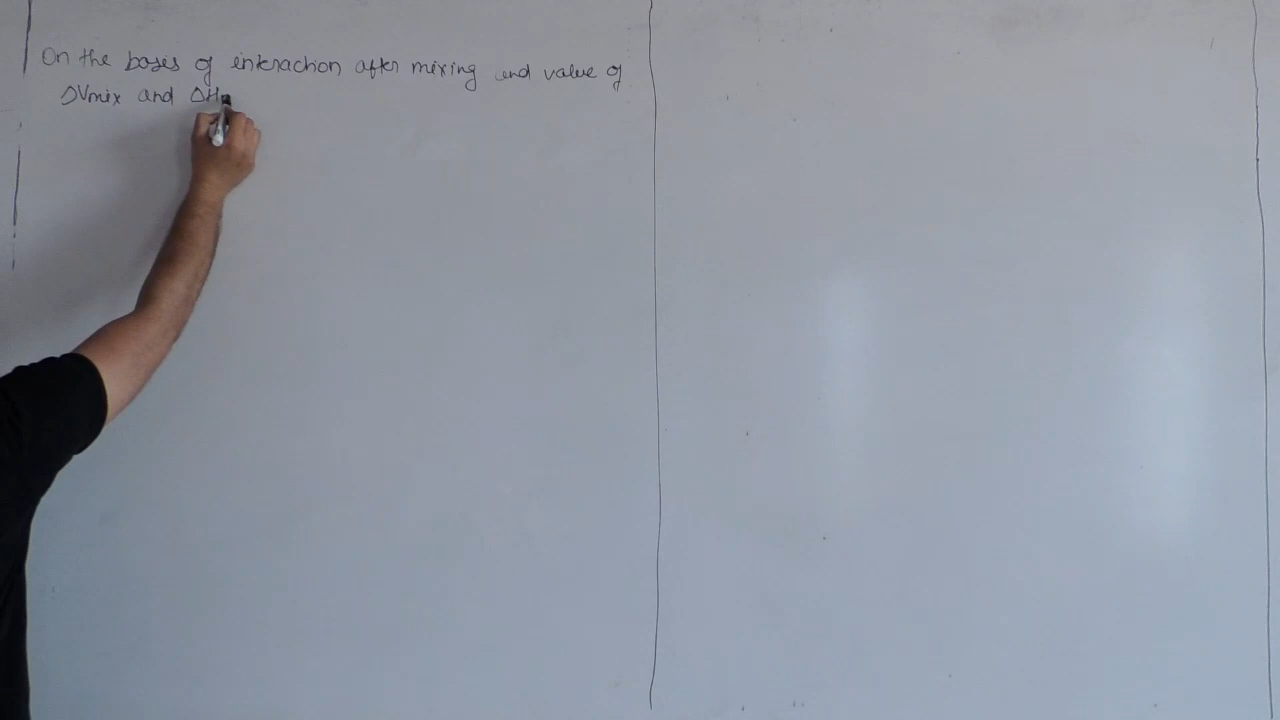 On the bases of interaction after mixing and value of
ΔVmix and ΔH